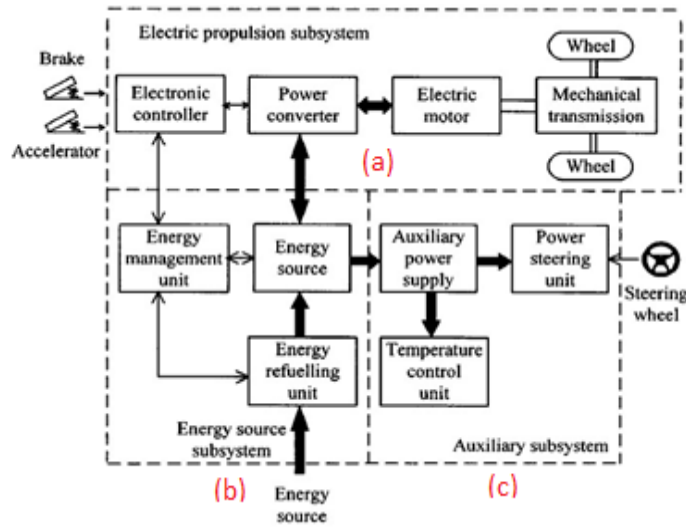 Electric propulsion subsystem
Wheel
Brake
Electronic
controller
Power
converter
Electric
motor
Mechanical
transmission
Accelerator
(a)
Wheel
Energy
management
unit
Energy
source
Auxiliary
power
supply
Power
steering
unit
Steering
wheel
Energy
refuelling
unit
Temperature
control
unit
Energy source
subsystem
Auxiliary subsystem
(b)
(c)
Energy
source